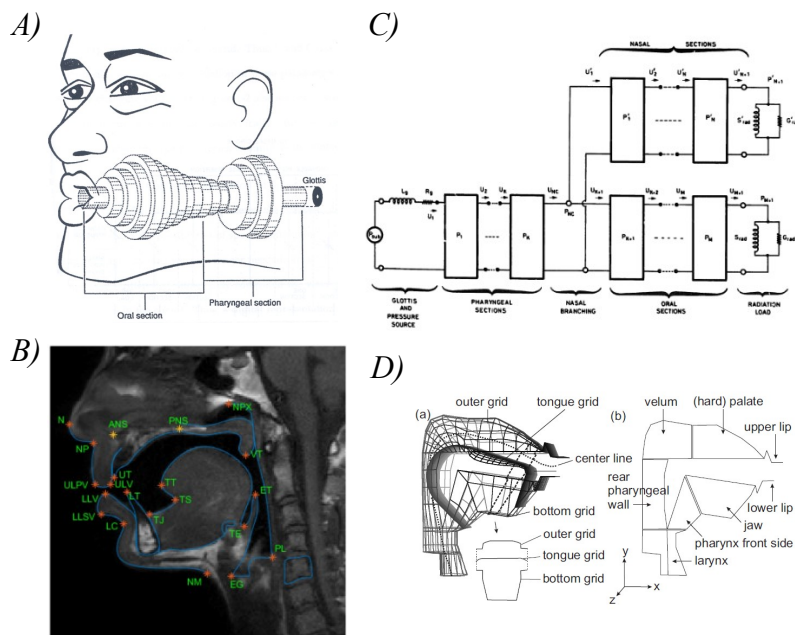 A)
Glottis
Pharyngeal section
Oral section
B)
NPX
N
ANS
PNS
NP
VT
UT
ULPV
ULV
TT
LLV
LT
ET
TS
LLSV
TJ
LC
TE
PL
NM
EG
C)
NASAL SECTIONS
GLOTTIS
AND
PRESSURE
SOURCE
PHARYNGEAL
SECTIONS
NASAL
BRANCHING
ORAL
SECTIONS
RADIATION
LOAD
D)
(a)
outer grid
tongue grid
center line
bottom grid
outer grid
tongue grid
bottom grid
(b)
velum
(hard) palate
upper lip
rear
pharyngeal
wall
lower lip
jaw
pharynx front side
larynx
y
x
z